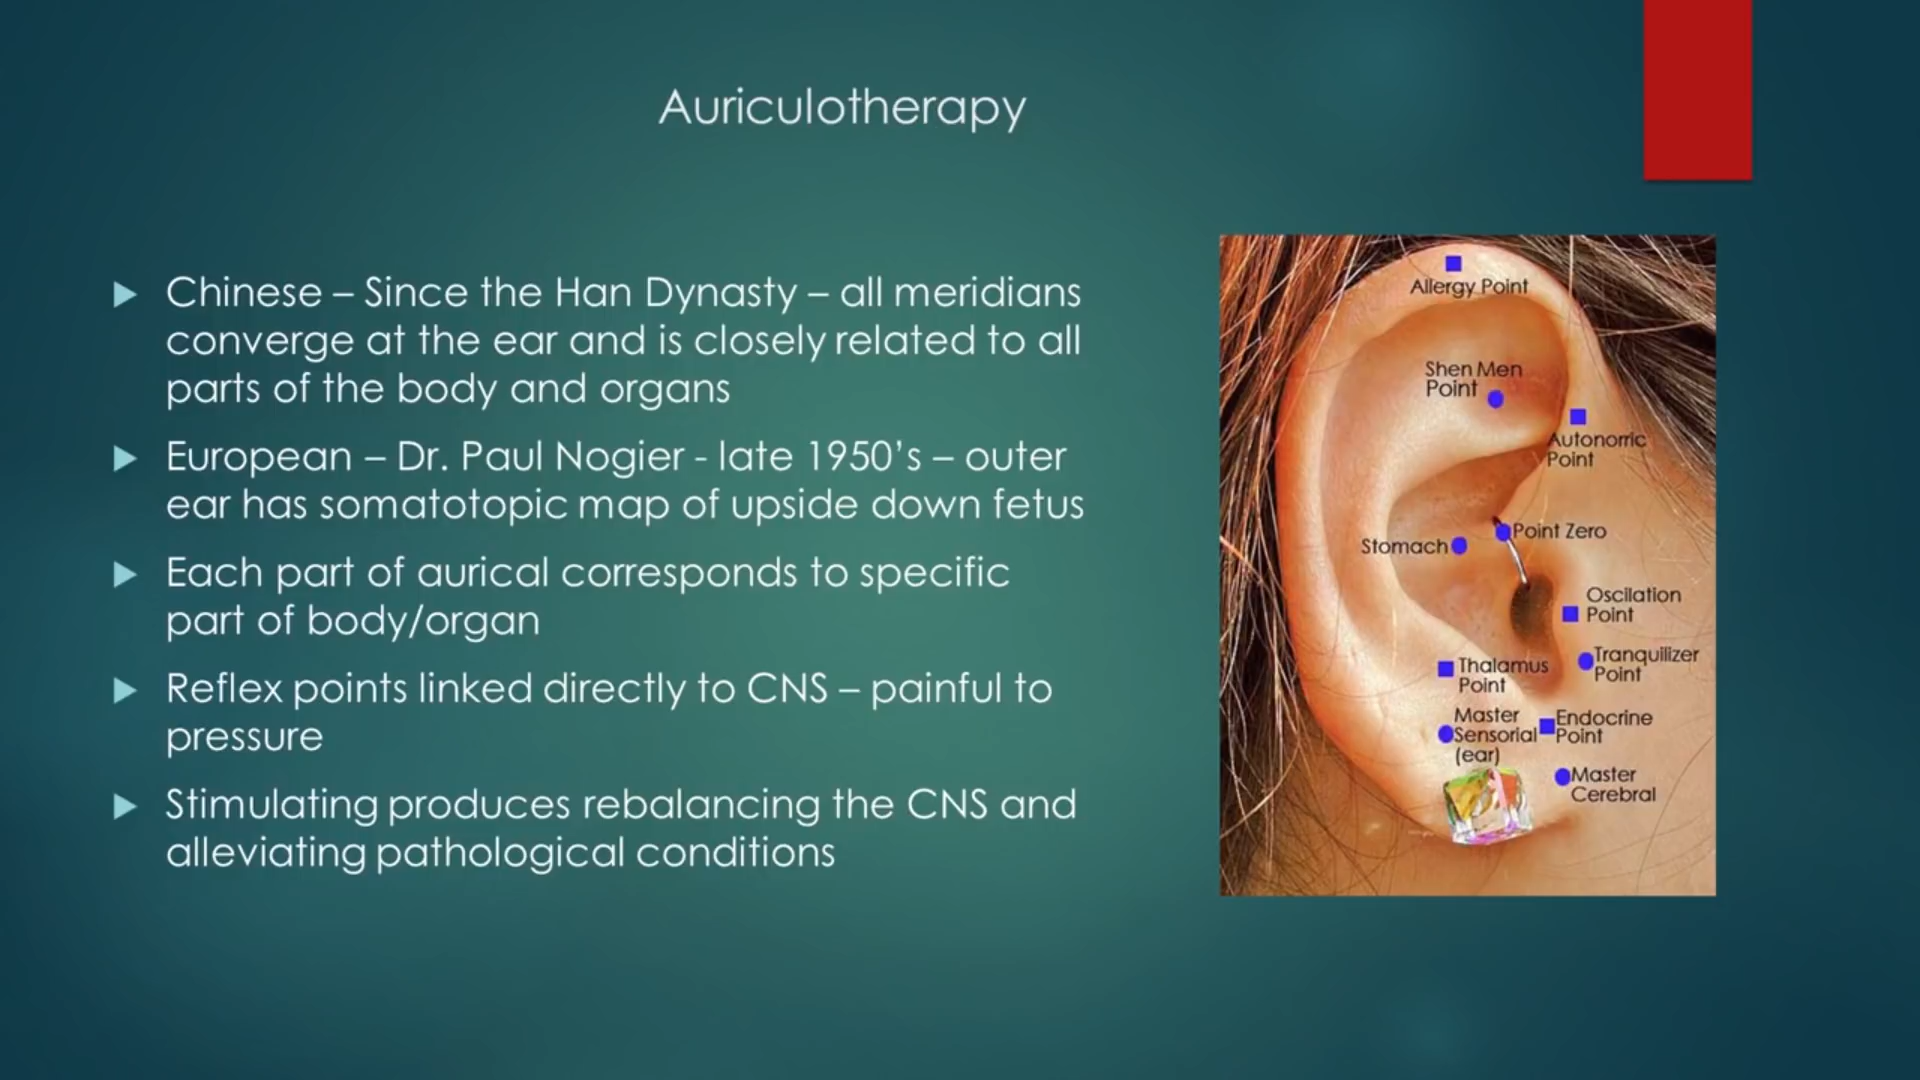 Auriculotherapy
Chinese – Since the Han Dynasty – all meridians
converge at the ear and is closely related to all
parts of the body and organs
European – Dr. Paul Nogier - late 1950's – outer
ear has somatotopic map of upside down fetus
Each part of aurical corresponds to specific
part of body/organ
Reflex points linked directly to CNS – painful to
pressure
Stimulating produces rebalancing the CNS and
alleviating pathological conditions
Allergy Point
Shen Men
Point
Autonomic
Point
Point Zero
Stomach
Oscilation
Point
Tranquilizer
Point
Thalamus
Point
Master
Sensorial
(ear)
Endocrine
Point
Master
Cerebral